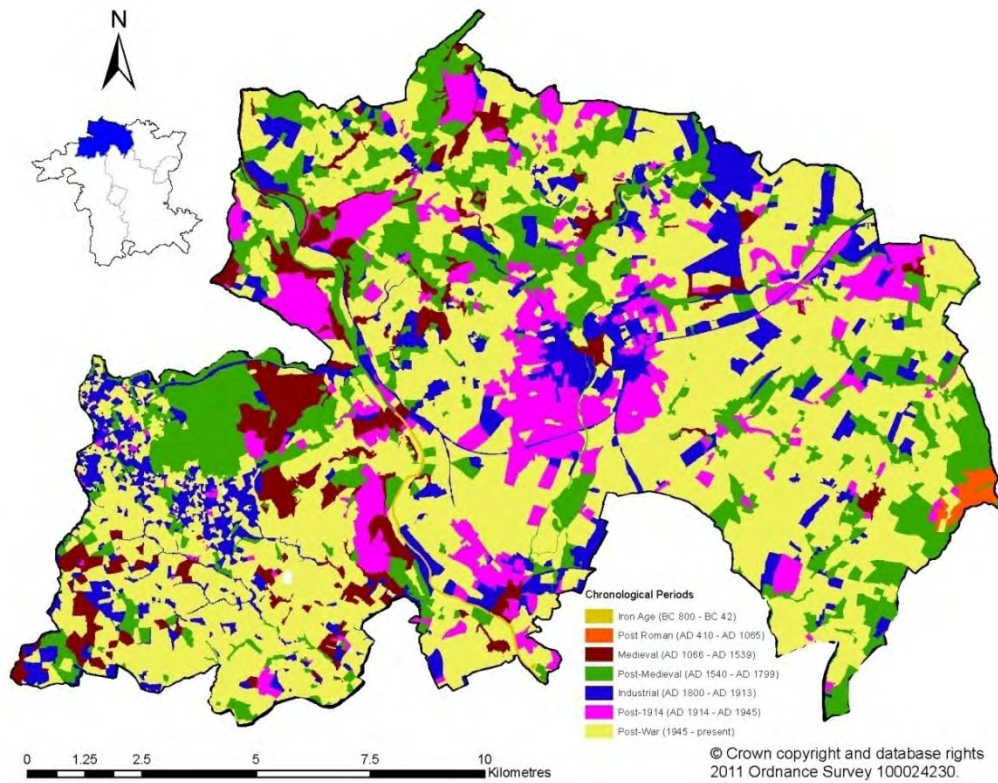 N
Chronological Periods
Iron Age (BC 800 - BC 42)
Post Roman (AD 410 - AD 1065)
Medieval (AD 1066 - AD 1539)
Post-Medieval (AD 1540 - AD 1799)
Industrial (AD 1800 - AD 1913)
Post-1914 (AD 1914 - AD 1945)
Post-War (1945 - present)
0 1.25 2.5 5 7.5 10
Kilometres
© Crown copyright and database rights
2011 Ordnance Survey 100024230